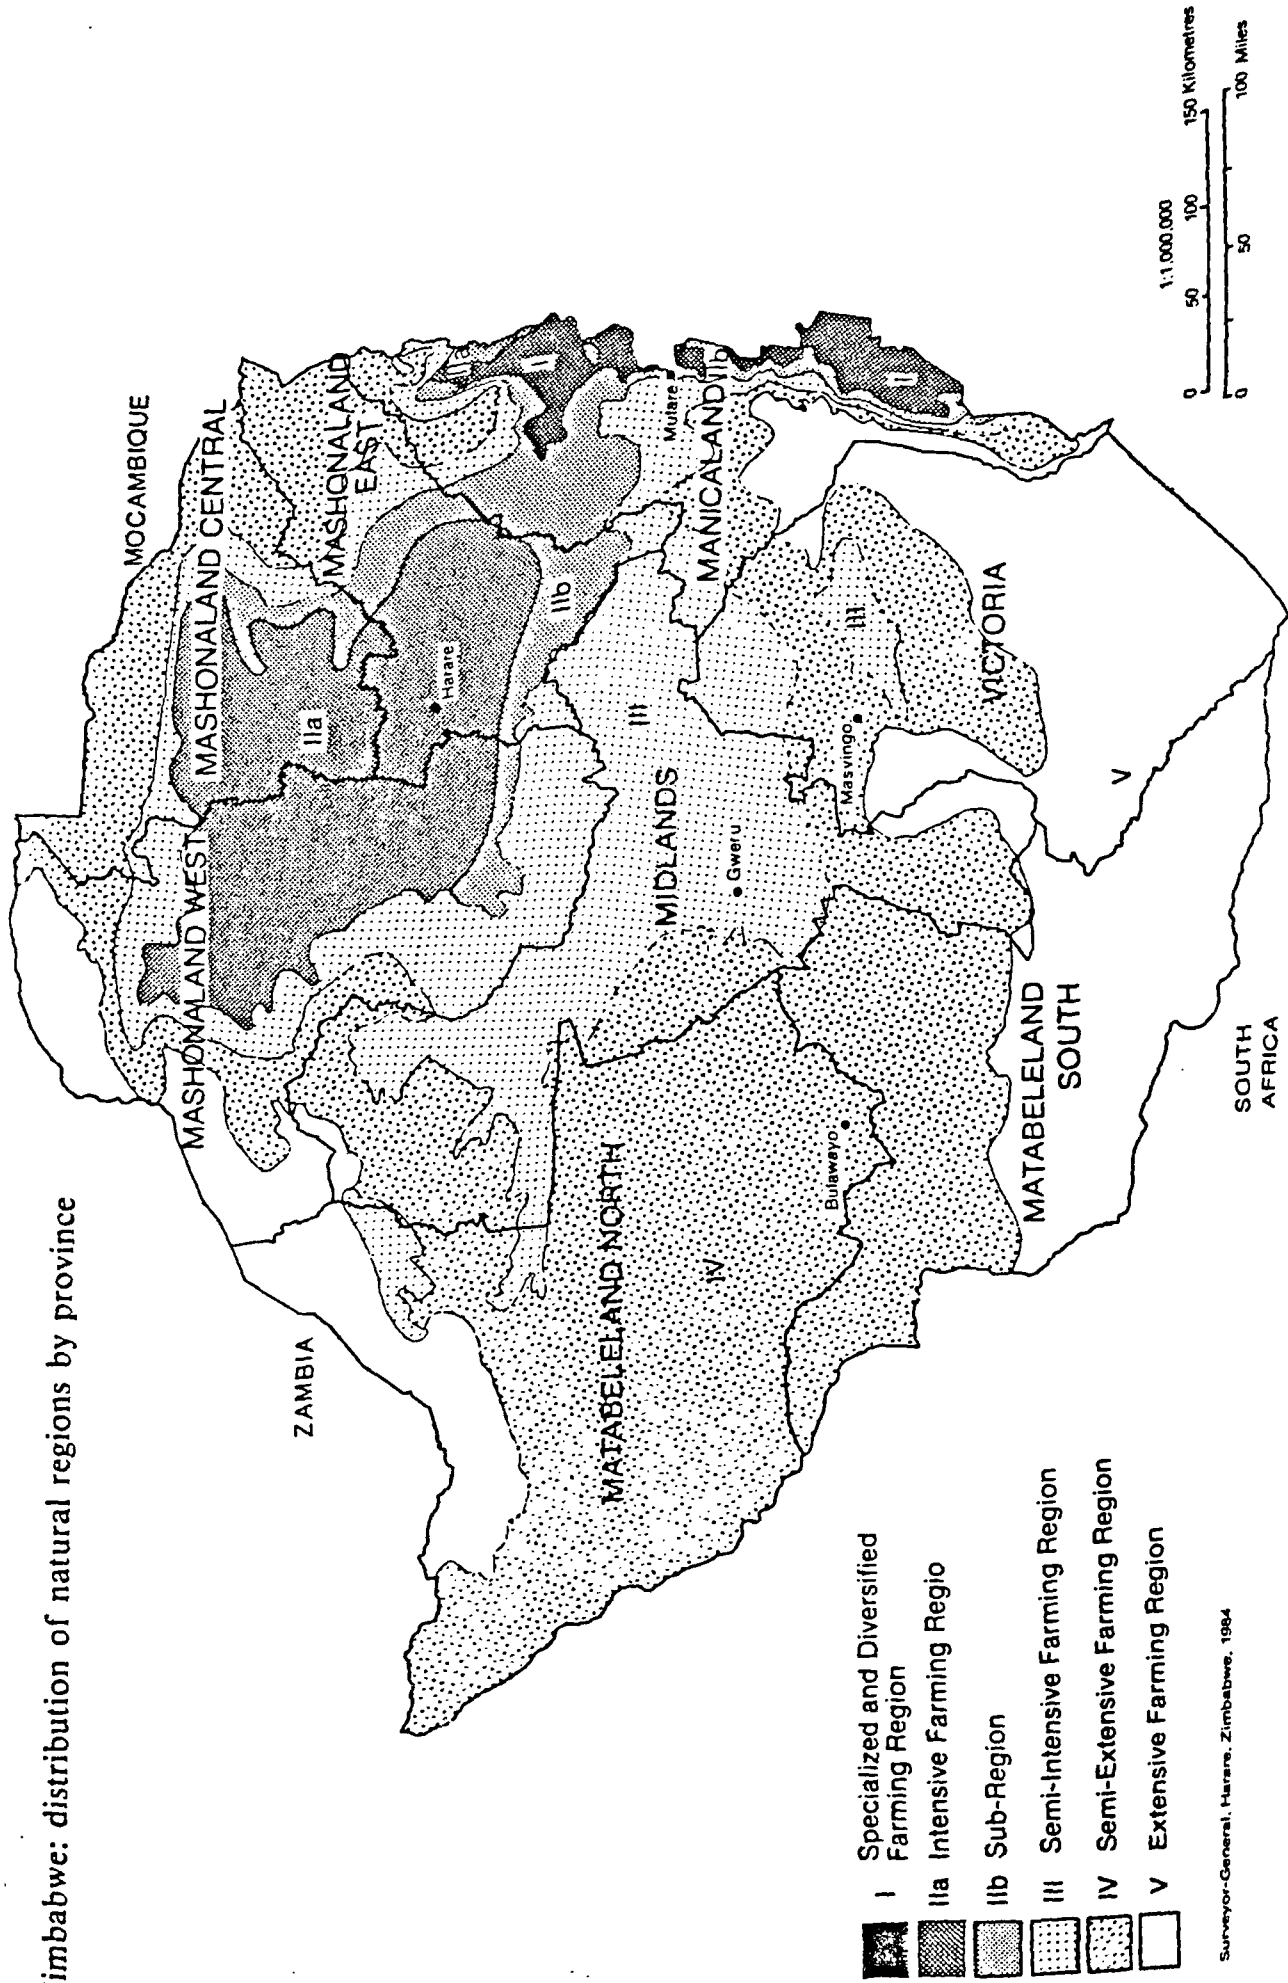 imbabwe: distribution of natural regions by province
MOCAMBIQUE
ZAMBIA
SOUTH
AFRICA
MASHONALAND WEST
MASHONALAND CENTRAL
MASHONALAND
EAST
IIa
Harare
IIb
II
MATABELELAND NORTH
IV
MIDLANDS
III
Gweru
MANICALAND
IIb
Mutare
II
Bulawayo
Masvingo
III
VICTORIA
MATABELELAND
SOUTH
V
I Specialized and Diversified
Farming Region
IIa Intensive Farming Regio
IIb Sub-Region
III Semi-Intensive Farming Region
IV Semi-Extensive Farming Region
V Extensive Farming Region
Surveyor-General, Harare, Zimbabwe, 1984
1:1.000.000
0 50 100 150 Kilometres
0 50 100 Miles